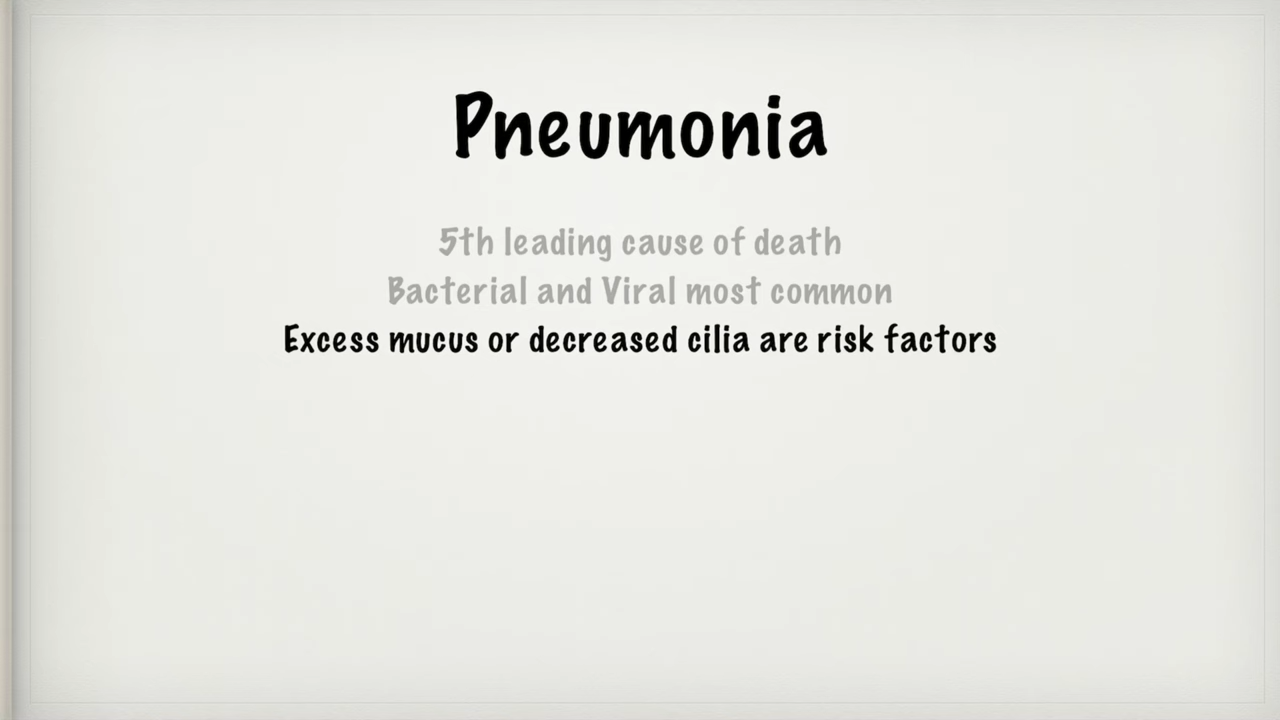 Pneumonia
5th leading cause of death
Bacterial and Viral most common
Excess mucus or decreased cilia are risk factors